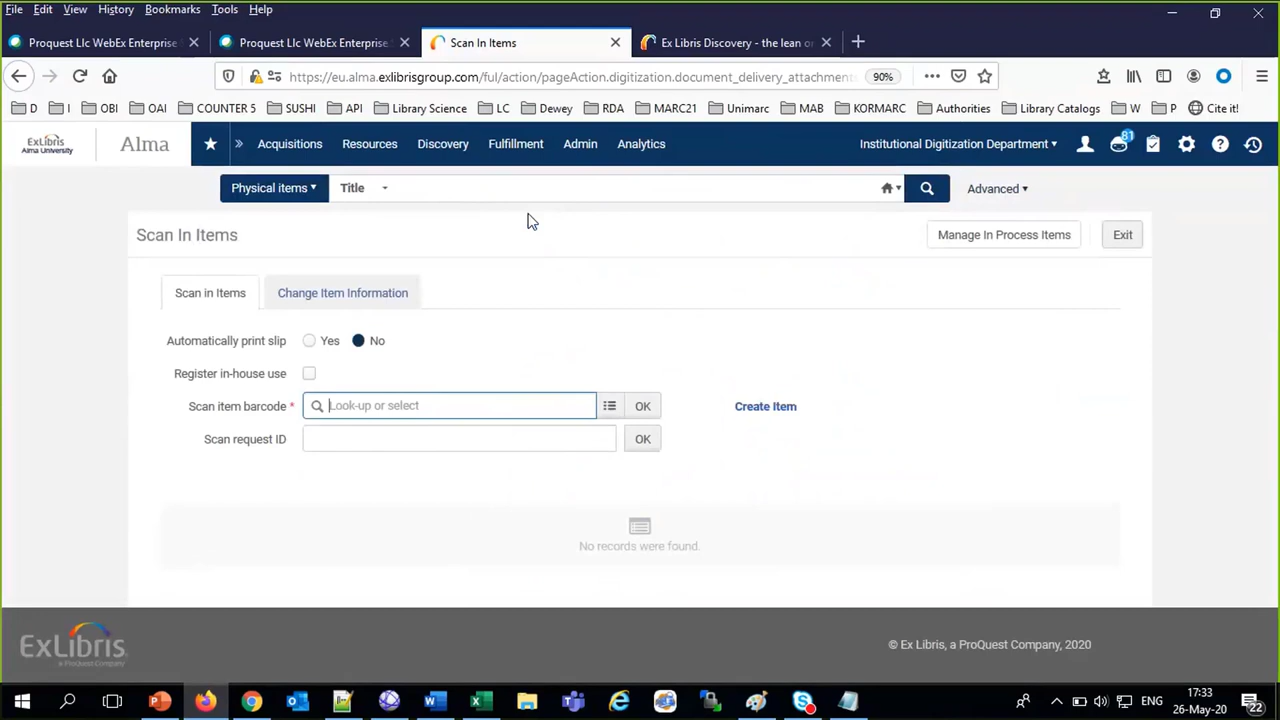 File Edit View History Bookmarks Tools Help
Proquest Llc WebEx Enterprise Proquest Llc WebEx Enterprise Scan In Items Ex Libris Discovery - the lean or
https://eu.alma.exlibrisgroup.com/ful/action/pageAction.digitization.document_delivery_attachments 90%
D I OBI OAI COUNTER 5 SUSHI API Library Science LC Dewey RDA MARC21 Unimarc MAB KORMARC Authorities Library Catalogs W P Cite it!
ExLibris
Alma University
Alma Acquisitions Resources Discovery Fulfillment Admin Analytics Institutional Digitization Department 81
Physical items Title Advanced
Scan In Items Manage In Process Items Exit
Scan in Items Change Item Information
Automatically print slip Yes No
Register in-house use
Scan item barcode * Look-up or select OK Create Item
Scan request ID OK
No records were found.
ExLibris
a ProQuest Company
© Ex Libris, a ProQuest Company, 2020
ENG
17:33
26-May-20
22